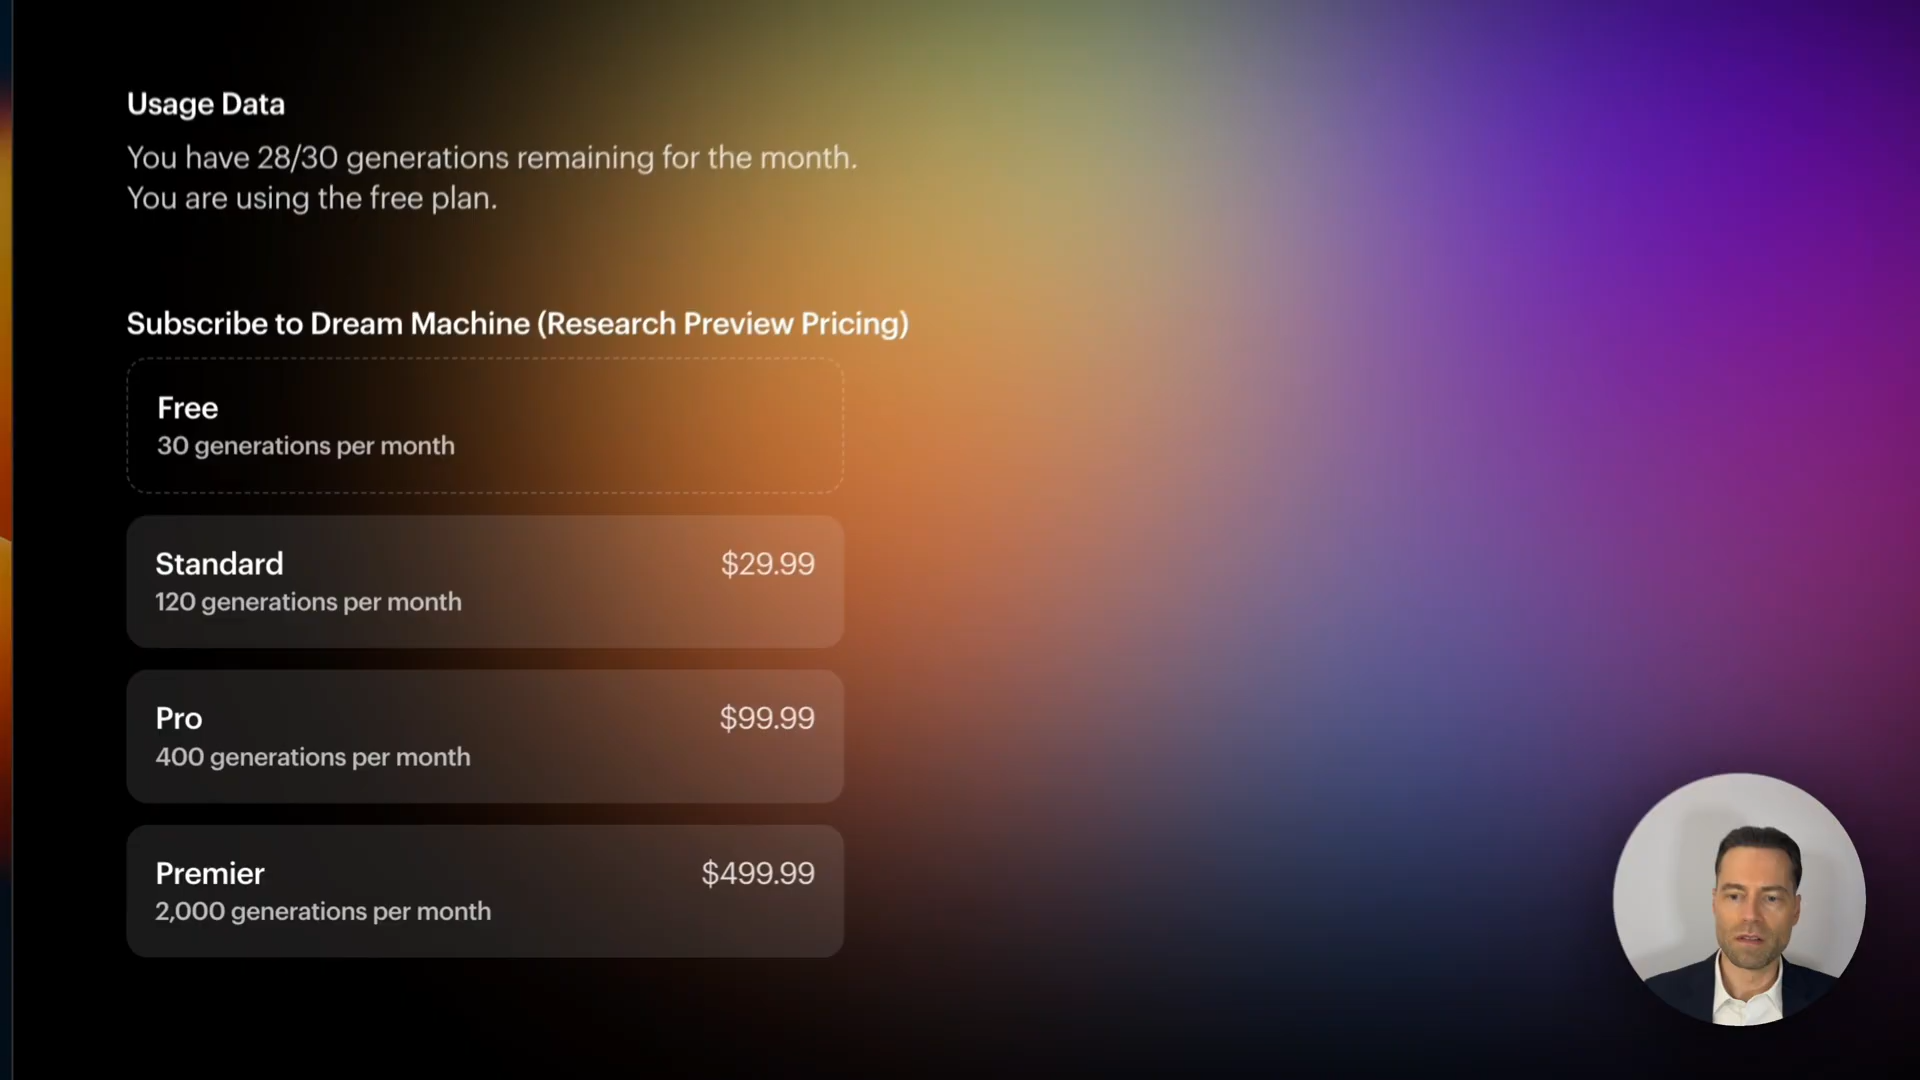 Usage Data
You have 28/30 generations remaining for the month.
You are using the free plan.
Subscribe to Dream Machine (Research Preview Pricing)
Free
30 generations per month
Standard
$29.99
120 generations per month
Pro
$99.99
400 generations per month
Premier
$499.99
2,000 generations per month